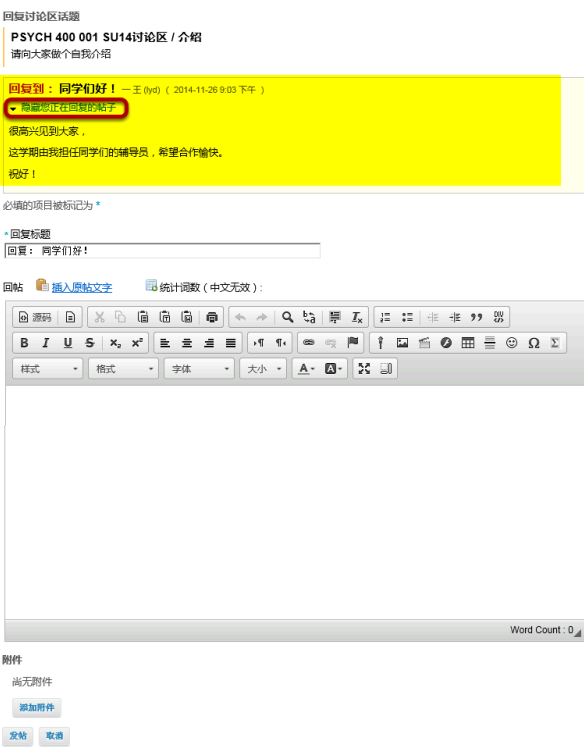 回复讨论区话题
PSYCH 400 001 SU14讨论区 / 介绍
请向大家做个自我介绍
回复到： 同学们好！ 一 王 (lyd) （ 2014-11-26 9:03 下午 ）
隐藏您正在回复的帖子
很高兴见到大家，
这学期由我担任同学们的辅导员，希望合作愉快。
祝好！
必填的项目被标记为 *
* 回复标题
回复： 同学们好！
回帖 插入原帖文字 统计词数（中文无效）:
源码
B I U S X₂ X²
样式 格式 字体 大小 A A
Word Count : 0
附件
尚无附件
添加附件
发帖 取消